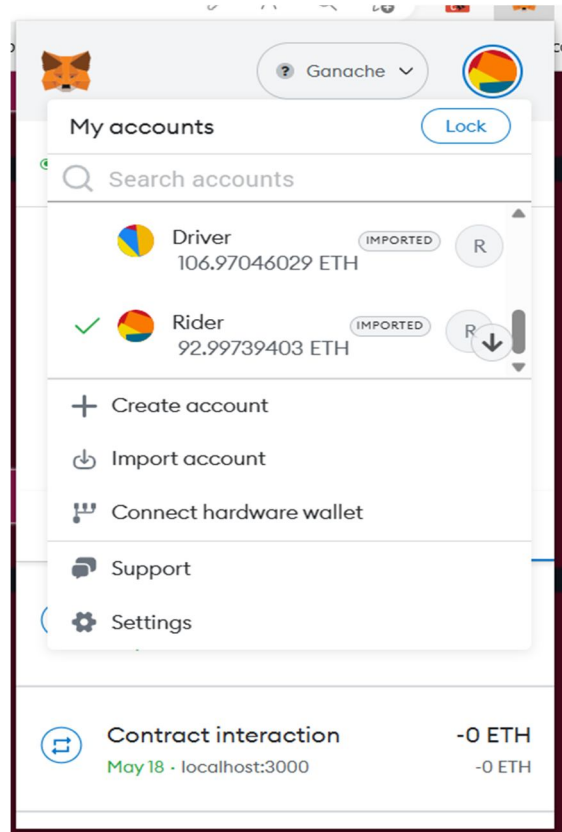 ? Ganache
My accounts
Lock
Search accounts
Driver
IMPORTED
R
106.97046029 ETH
Rider
IMPORTED
R
92.99739403 ETH
Create account
Import account
Connect hardware wallet
Support
Settings
Contract interaction
-0 ETH
May 18 · localhost:3000
-0 ETH